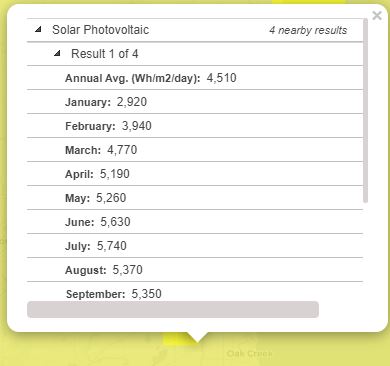 Solar Photovoltaic 4 nearby results
Result 1 of 4
Annual Avg. (Wh/m2/day): 4,510
January: 2,920
February: 3,940
March: 4,770
April: 5,190
May: 5,260
June: 5,630
July: 5,740
August: 5,370
September: 5,350
Oak Creek